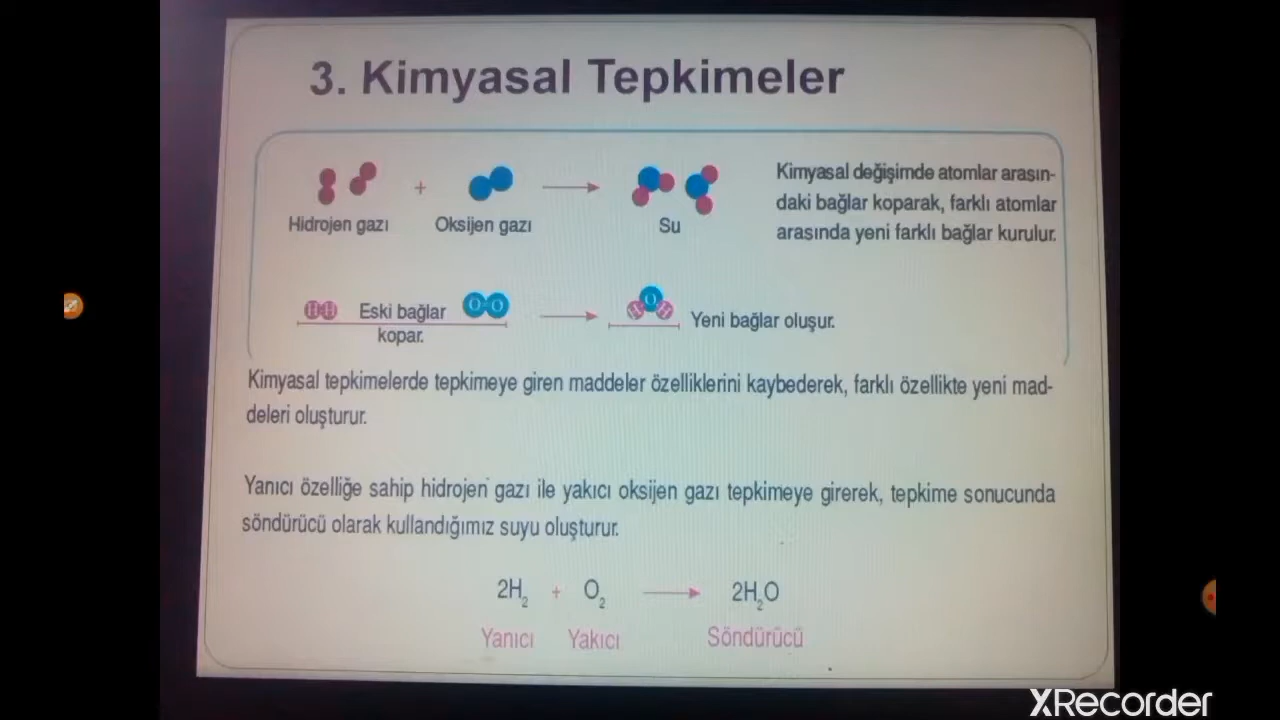 3. Kimyasal Tepkimeler
+
Hidrojen gazı
Oksijen gazı
Su
Kimyasal değişimde atomlar arasın-
daki bağlar koparak, farklı atomlar
arasında yeni farklı bağlar kurulur.
H H
Eski bağlar
kopar.
O O
H O H
Yeni bağlar oluşur.
Kimyasal tepkimelerde tepkimeye giren maddeler özelliklerini kaybederek, farklı özellikte yeni mad-
deleri oluşturur.
Yanıcı özelliğe sahip hidrojen gazı ile yakıcı oksijen gazı tepkimeye girerek, tepkime sonucunda
söndürücü olarak kullandığımız suyu oluşturur.
2H₂ + O₂ → 2H₂O
Yanıcı Yakıcı Söndürücü
XRecorder